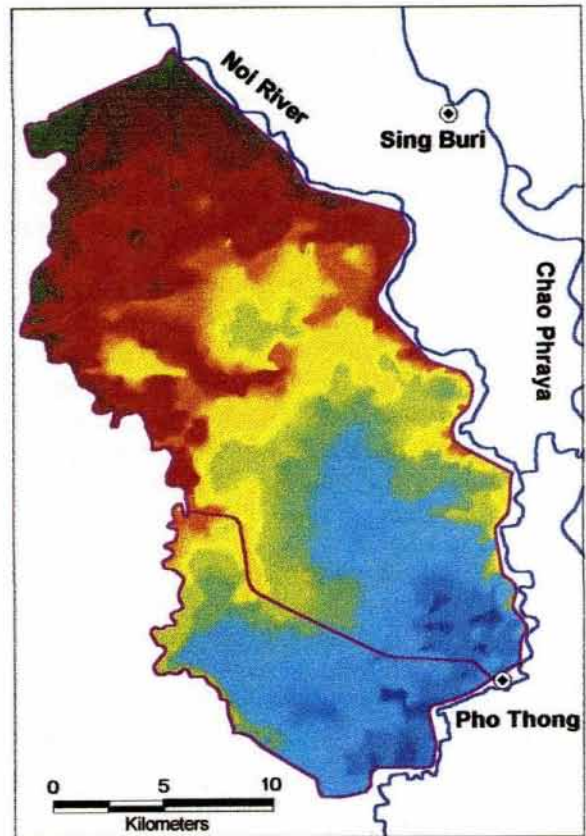 Noi River
Sing Buri
Chao Phraya
Pho Thong
0 5 10
Kilometers